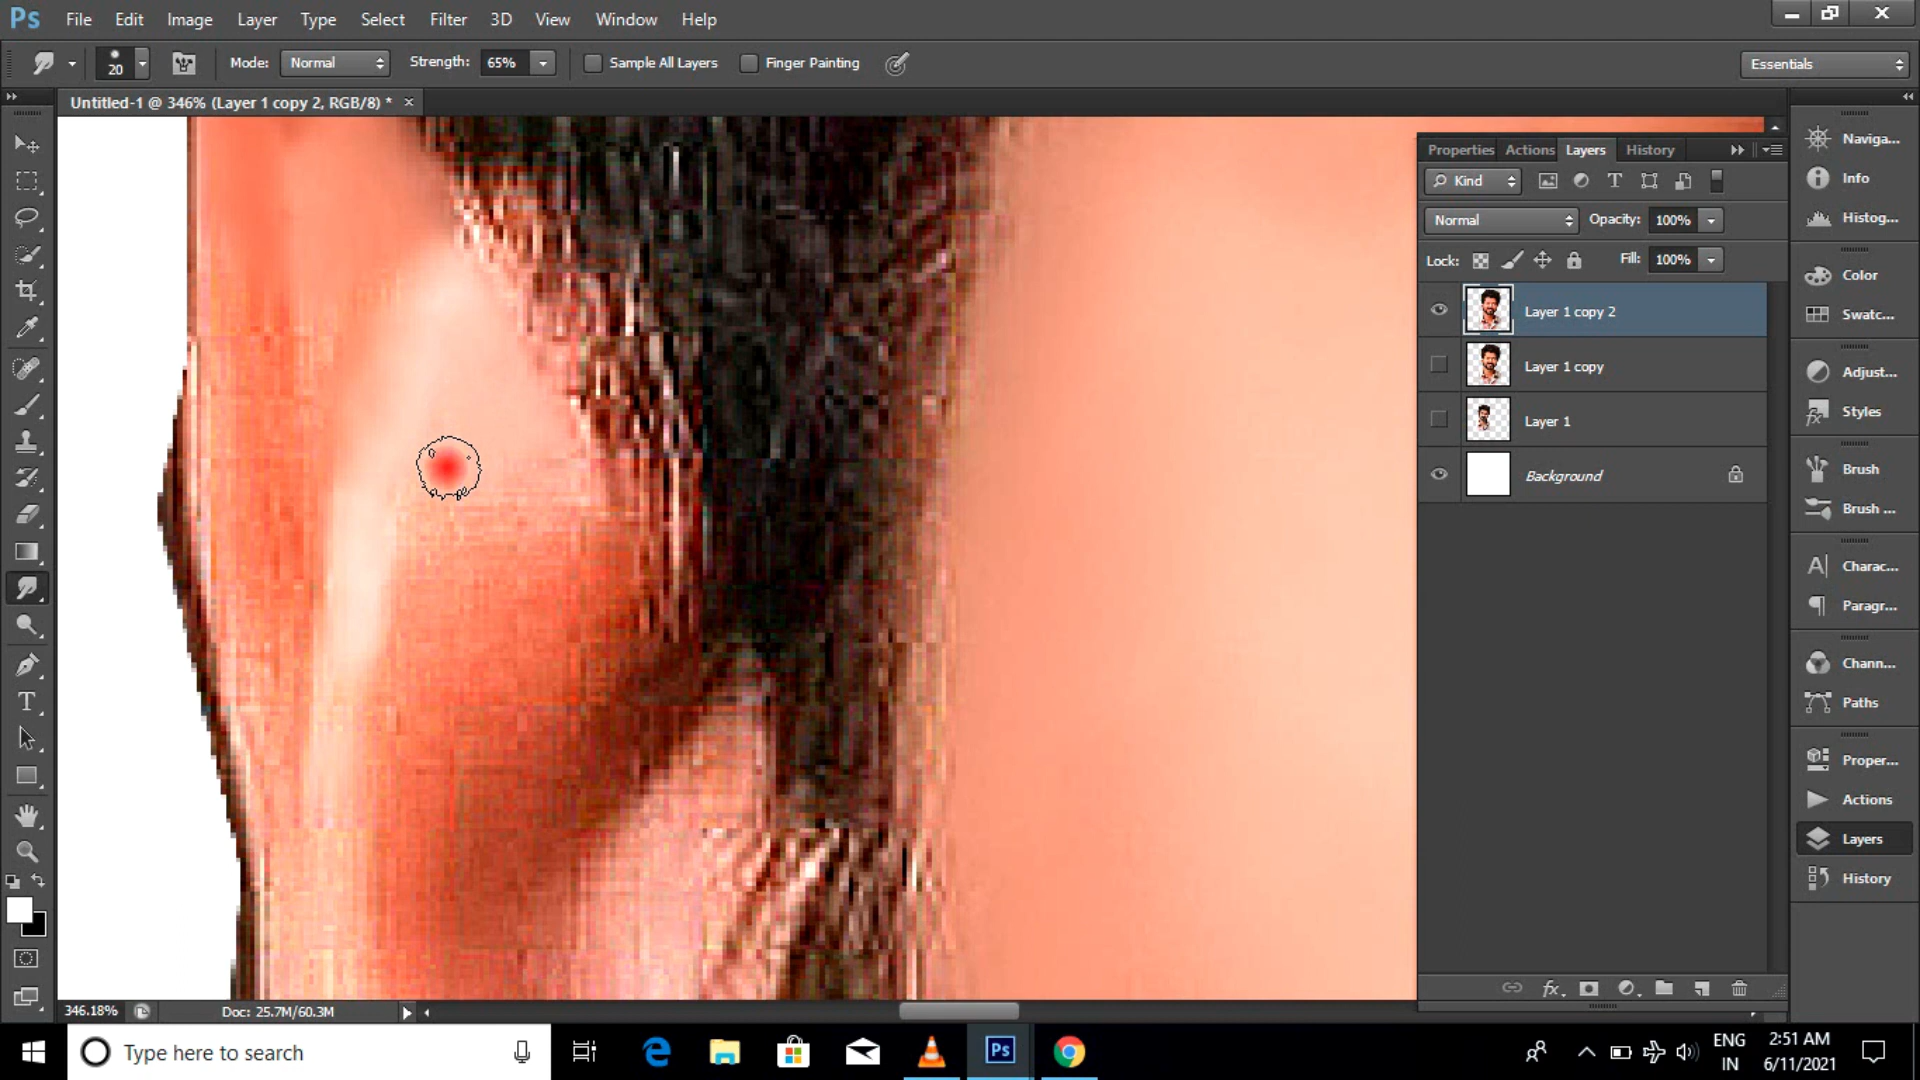 Ps File Edit Image Layer Type Select Filter 3D View Window Help
20 Mode: Normal Strength: 65% Sample All Layers Finger Painting Essentials
Untitled-1 @ 346% (Layer 1 copy 2, RGB/8) * ×
Properties Actions Layers History
Kind
Normal Opacity: 100%
Lock: Fill: 100%
Layer 1 copy 2
Layer 1 copy
Layer 1
Background
Naviga...
Info
Histog...
Color
Swatc...
Adjust...
Styles
Brush
Brush ...
Charac...
Paragr...
Chann...
Paths
Proper...
Actions
Layers
History
346.18% Doc: 25.7M/60.3M
Type here to search
Ps
ENG
IN
2:51 AM
6/11/2021